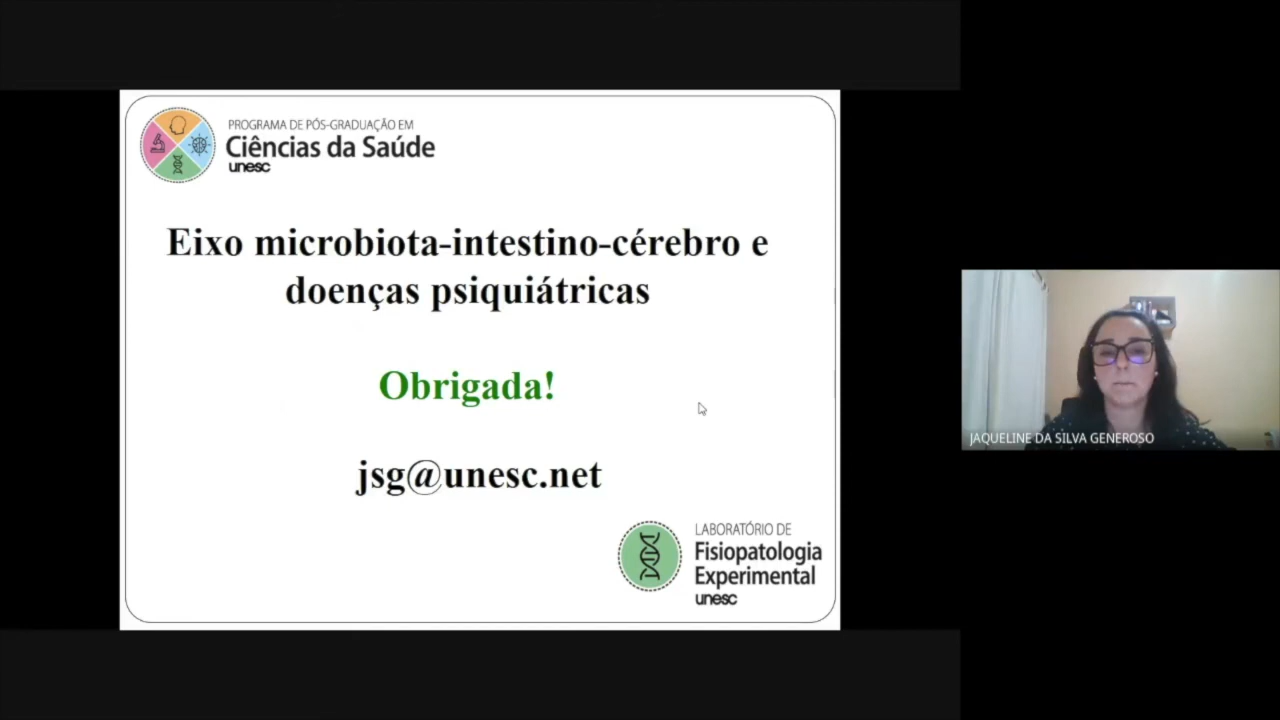 PROGRAMA DE PÓS-GRADUAÇÃO EM
Ciências da Saúde
unesc
Eixo microbiota-intestino-cérebro e
doenças psiquiátricas
Obrigada!
jsg@unesc.net
LABORATÓRIO DE
Fisiopatologia
Experimental
unesc
JAQUELINE DA SILVA GENEROSO